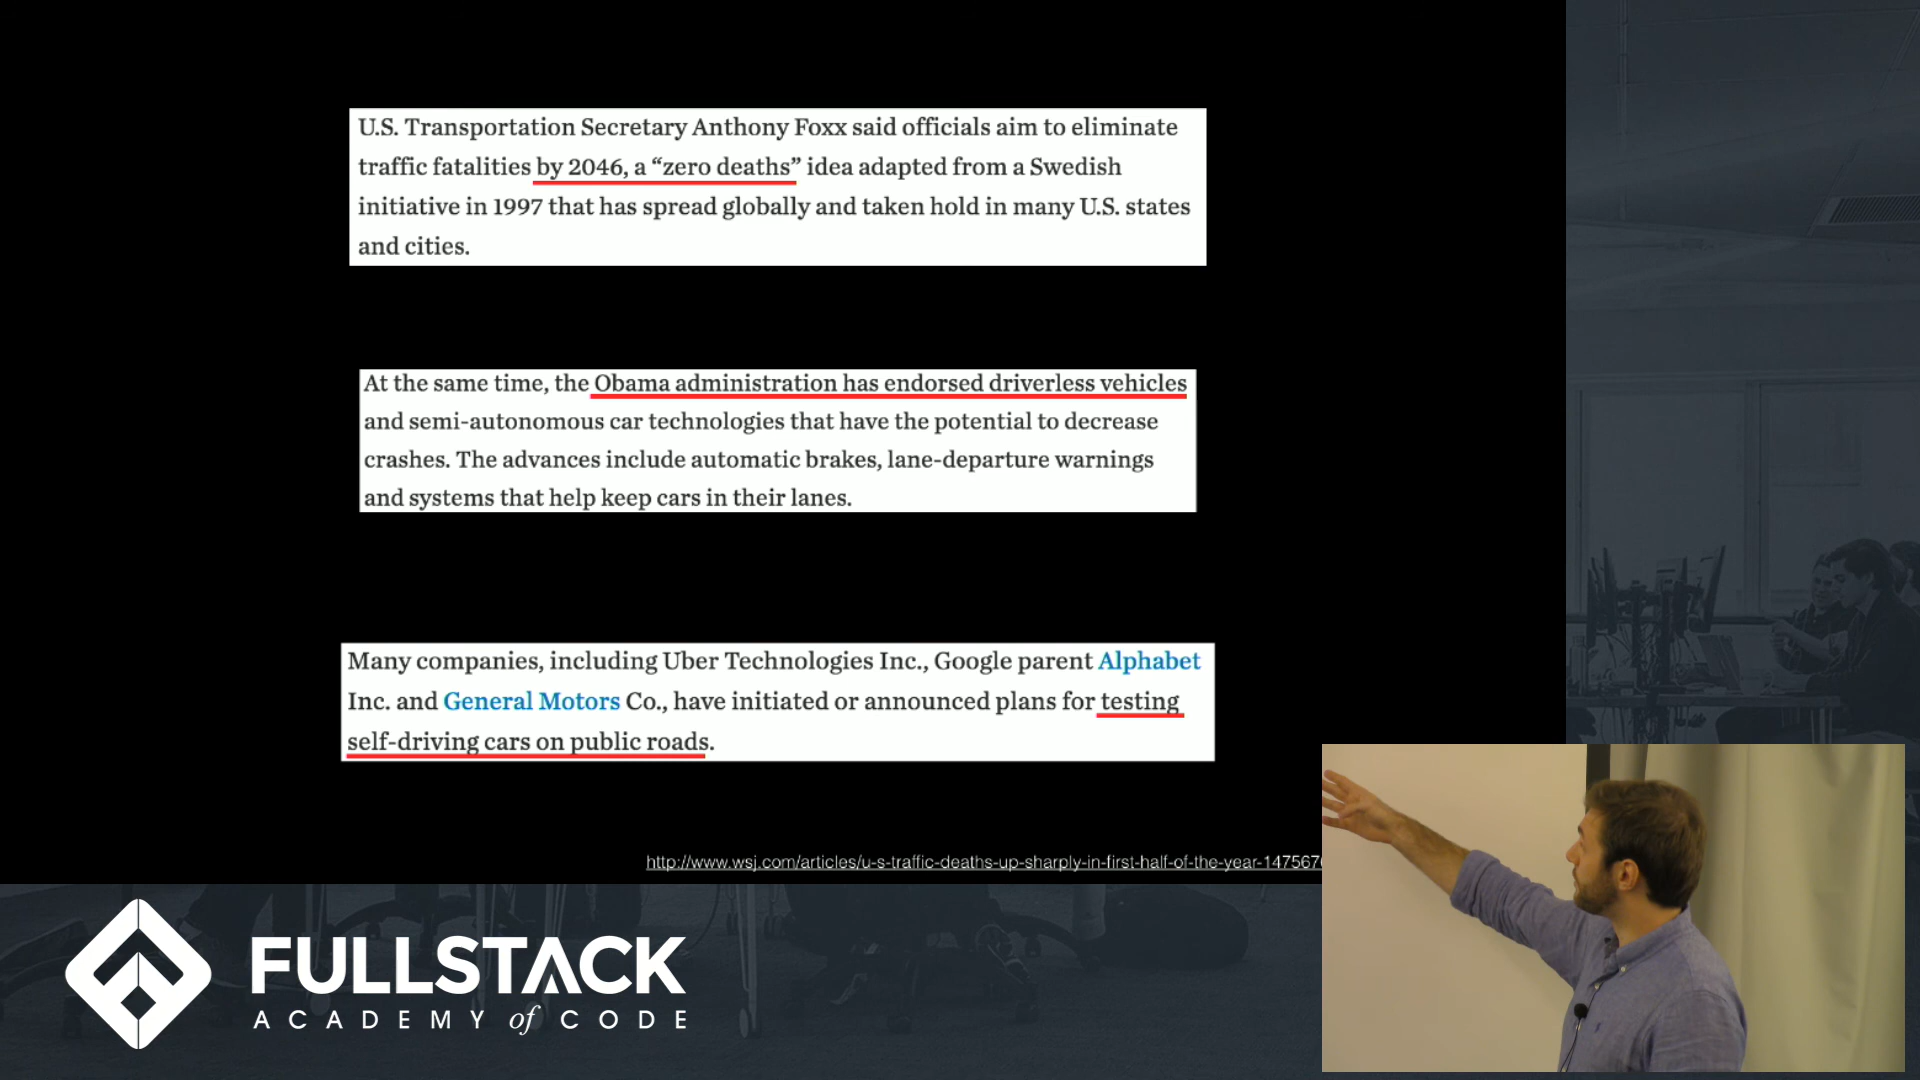 U.S. Transportation Secretary Anthony Foxx said officials aim to eliminate
traffic fatalities by 2046, a “zero deaths” idea adapted from a Swedish
initiative in 1997 that has spread globally and taken hold in many U.S. states
and cities.
At the same time, the Obama administration has endorsed driverless vehicles
and semi-autonomous car technologies that have the potential to decrease
crashes. The advances include automatic brakes, lane-departure warnings
and systems that help keep cars in their lanes.
Many companies, including Uber Technologies Inc., Google parent Alphabet
Inc. and General Motors Co., have initiated or announced plans for testing
self-driving cars on public roads.
http://www.wsj.com/articles/u-s-traffic-deaths-up-sharply-in-first-half-of-the-year-147567
FULLSTACK
ACADEMY of CODE